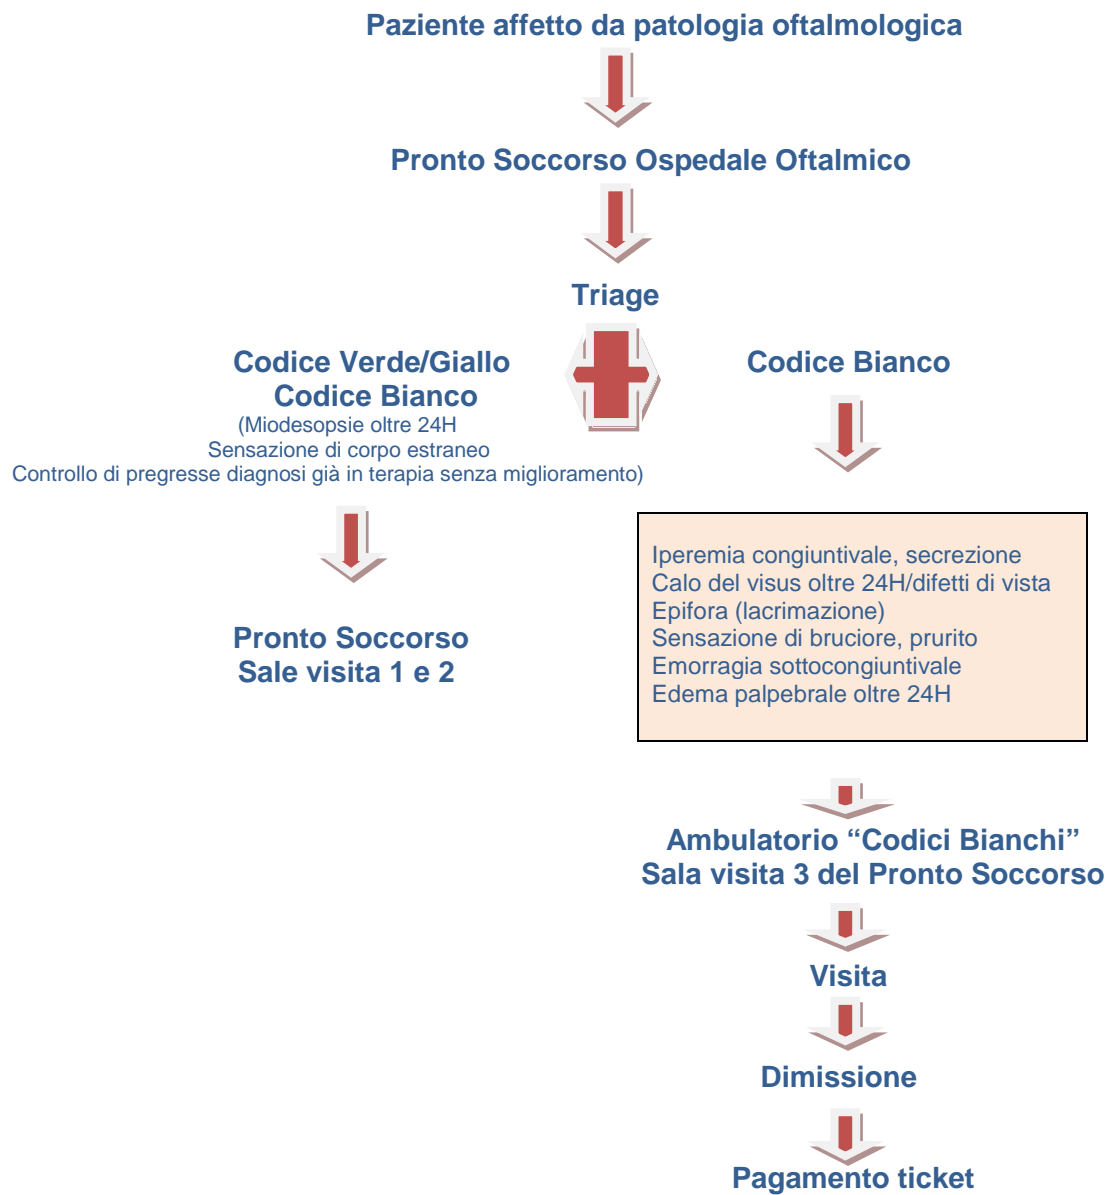 Paziente affetto da patologia oftalmologica
Pronto Soccorso Ospedale Oftalmico
Triage
Codice Verde/Giallo
Codice Bianco
(Miodesopsie oltre 24H
Sensazione di corpo estraneo
Controllo di pregresse diagnosi già in terapia senza miglioramento)
Pronto Soccorso
Sale visita 1 e 2
Codice Bianco
Iperemia congiuntivale, secrezione
Calo del visus oltre 24H/difetti di vista
Epifora (lacrimazione)
Sensazione di bruciore, prurito
Emorragia sottocongiuntivale
Edema palpebrale oltre 24H
Ambulatorio “Codici Bianchi”
Sala visita 3 del Pronto Soccorso
Visita
Dimissione
Pagamento ticket